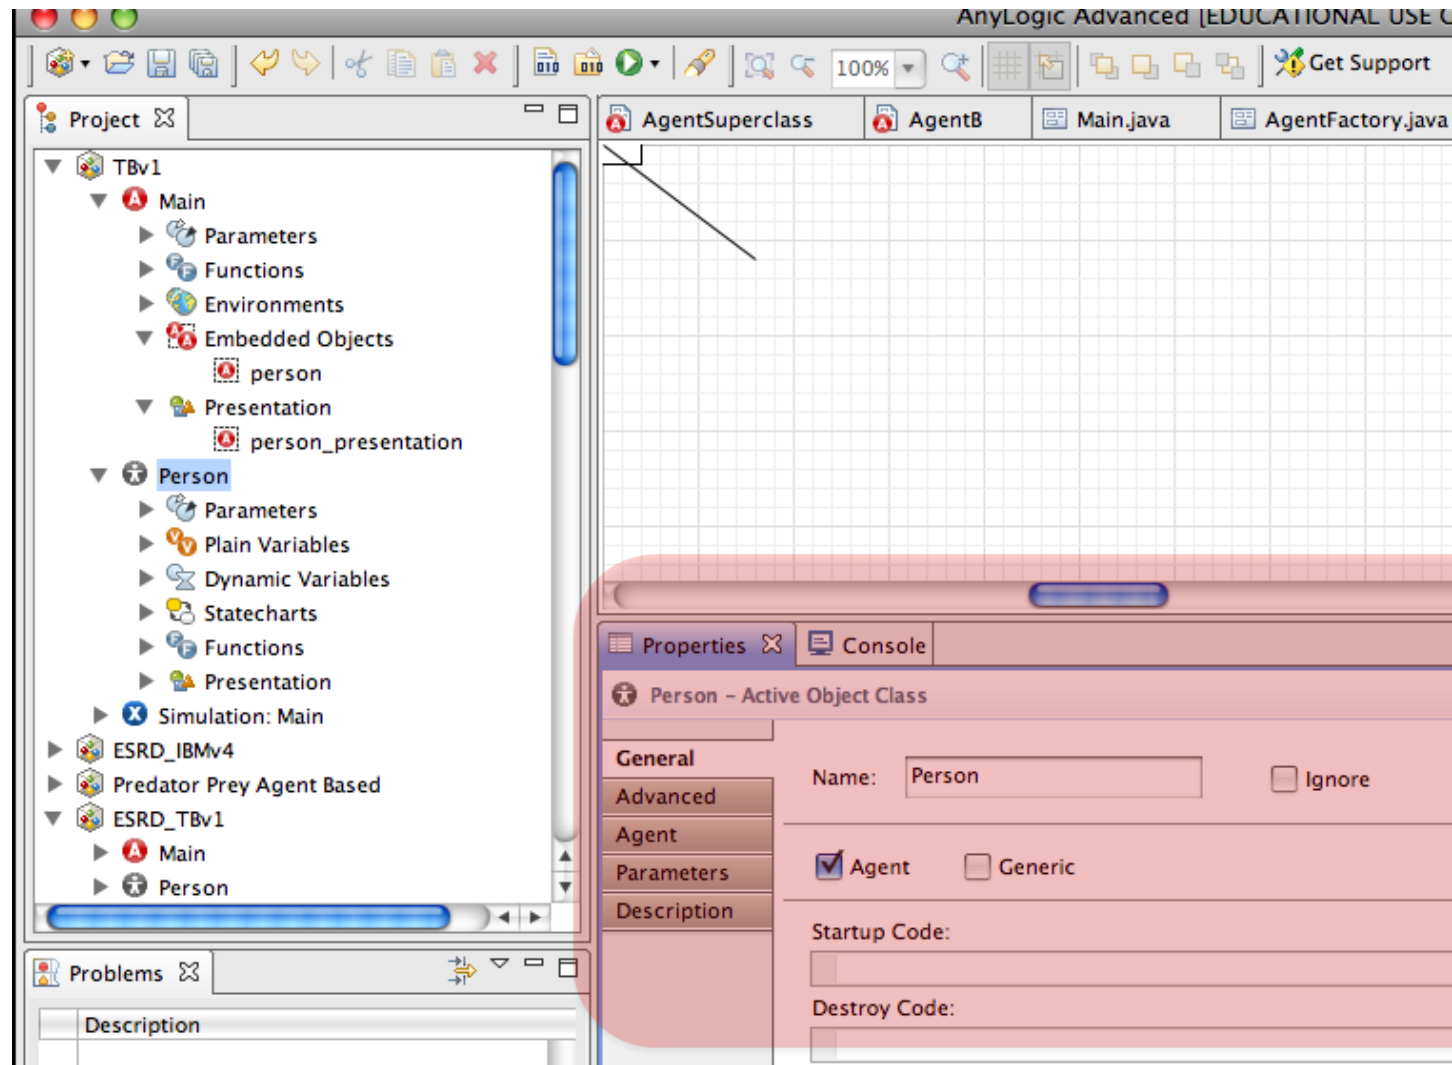 AnyLogic Advanced [EDUCATIONAL USE
100%
Get Support
Project
AgentSuperclass
AgentB
Main.java
AgentFactory.java
TBv1
Main
Parameters
Functions
Environments
Embedded Objects
person
Presentation
person_presentation
Person
Parameters
Plain Variables
Dynamic Variables
Statecharts
Functions
Presentation
Simulation: Main
ESRD_IBMv4
Predator Prey Agent Based
ESRD_TBv1
Main
Person
Problems
Description
Properties
Console
Person – Active Object Class
General
Advanced
Agent
Parameters
Description
Name:
Person
Ignore
Agent
Generic
Startup Code:
Destroy Code: